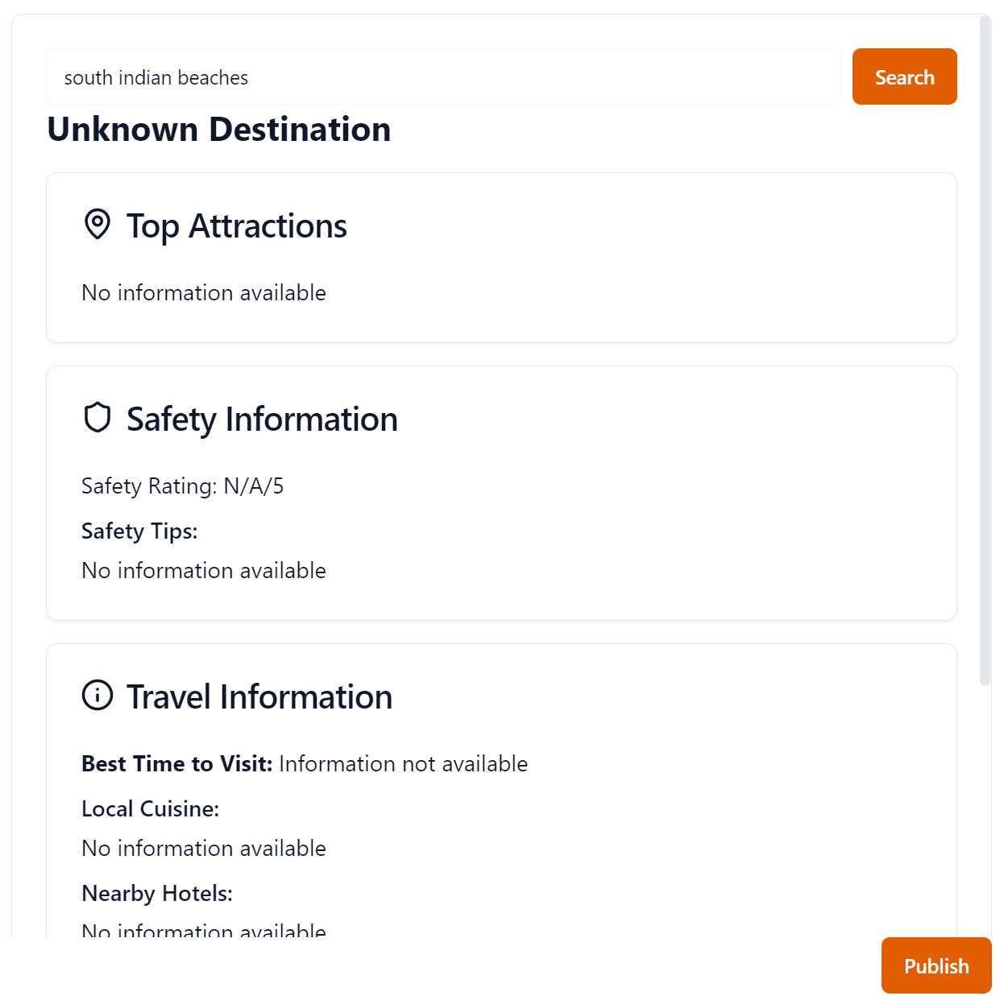 south indian beaches
Search
Unknown Destination
Top Attractions
No information available
Safety Information
Safety Rating: N/A/5
Safety Tips:
No information available
Travel Information
Best Time to Visit: Information not available
Local Cuisine:
No information available
Nearby Hotels:
No information available
Publish